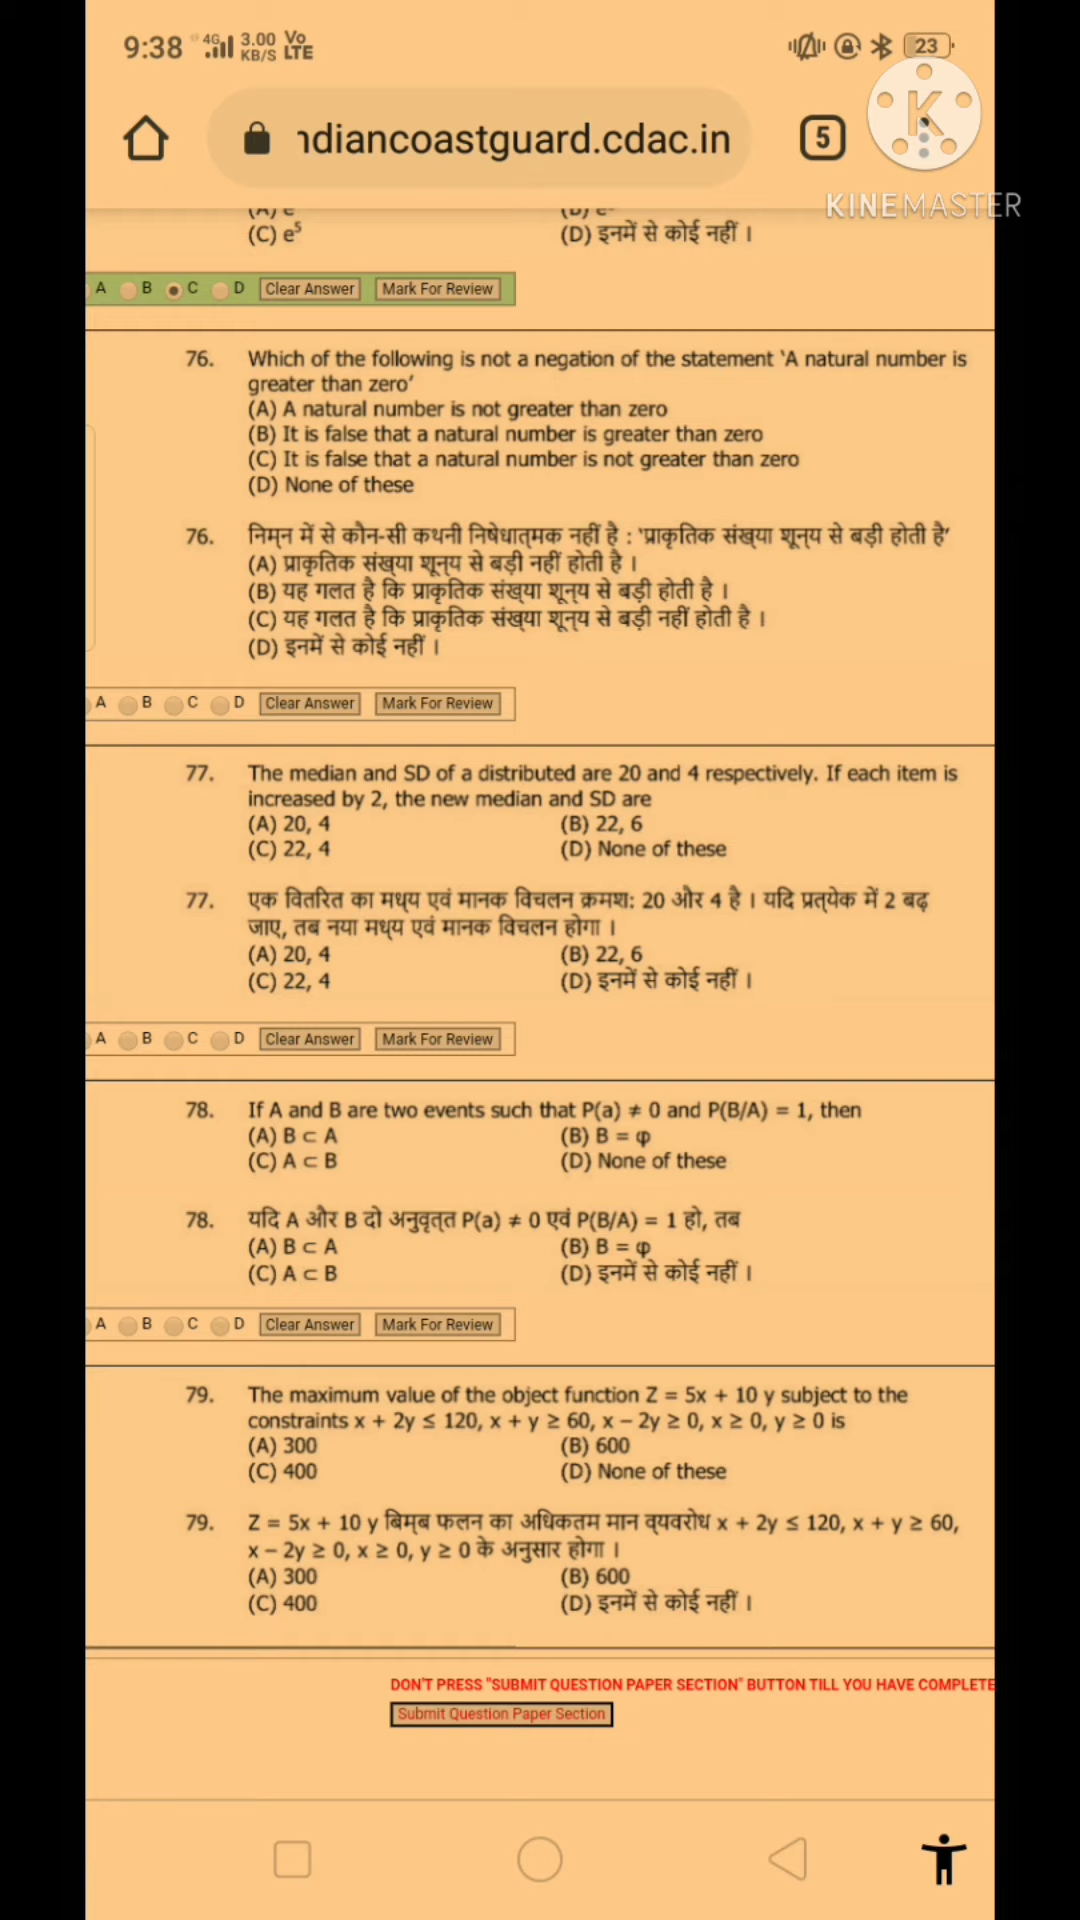 9:38 4G 3.00 KB/S Vo LTE 23
ndiancoastguard.cdac.in 5
K
KINEMASTER
(C) e⁵ (D) इनमें से कोई नहीं ।
A B C D Clear Answer Mark For Review
76. Which of the following is not a negation of the statement ‘A natural number is
greater than zero’
(A) A natural number is not greater than zero
(B) It is false that a natural number is greater than zero
(C) It is false that a natural number is not greater than zero
(D) None of these
76. निम्न में से कौन-सी कथनी निषेधात्मक नहीं है : ‘प्राकृतिक संख्या शून्य से बड़ी होती है’
(A) प्राकृतिक संख्या शून्य से बड़ी नहीं होती है ।
(B) यह गलत है कि प्राकृतिक संख्या शून्य से बड़ी होती है ।
(C) यह गलत है कि प्राकृतिक संख्या शून्य से बड़ी नहीं होती है ।
(D) इनमें से कोई नहीं ।
A B C D Clear Answer Mark For Review
77. The median and SD of a distributed are 20 and 4 respectively. If each item is
increased by 2, the new median and SD are
(A) 20, 4 (B) 22, 6
(C) 22, 4 (D) None of these
77. एक वितरित का मध्य एवं मानक विचलन क्रमश: 20 और 4 है । यदि प्रत्येक में 2 बढ़
जाए, तब नया मध्य एवं मानक विचलन होगा ।
(A) 20, 4 (B) 22, 6
(C) 22, 4 (D) इनमें से कोई नहीं ।
A B C D Clear Answer Mark For Review
78. If A and B are two events such that P(a) ≠ 0 and P(B/A) = 1, then
(A) B ⊂ A (B) B = φ
(C) A ⊂ B (D) None of these
78. यदि A और B दो अनुवृत्त P(a) ≠ 0 एवं P(B/A) = 1 हो, तब
(A) B ⊂ A (B) B = φ
(C) A ⊂ B (D) इनमें से कोई नहीं ।
A B C D Clear Answer Mark For Review
79. The maximum value of the object function Z = 5x + 10 y subject to the
constraints x + 2y ≤ 120, x + y ≥ 60, x – 2y ≥ 0, x ≥ 0, y ≥ 0 is
(A) 300 (B) 600
(C) 400 (D) None of these
79. Z = 5x + 10 y बिम्ब फलन का अधिकतम मान व्यवरोध x + 2y ≤ 120, x + y ≥ 60,
x – 2y ≥ 0, x ≥ 0, y ≥ 0 के अनुसार होगा ।
(A) 300 (B) 600
(C) 400 (D) इनमें से कोई नहीं ।
DON'T PRESS "SUBMIT QUESTION PAPER SECTION" BUTTON TILL YOU HAVE COMPLETE
Submit Question Paper Section